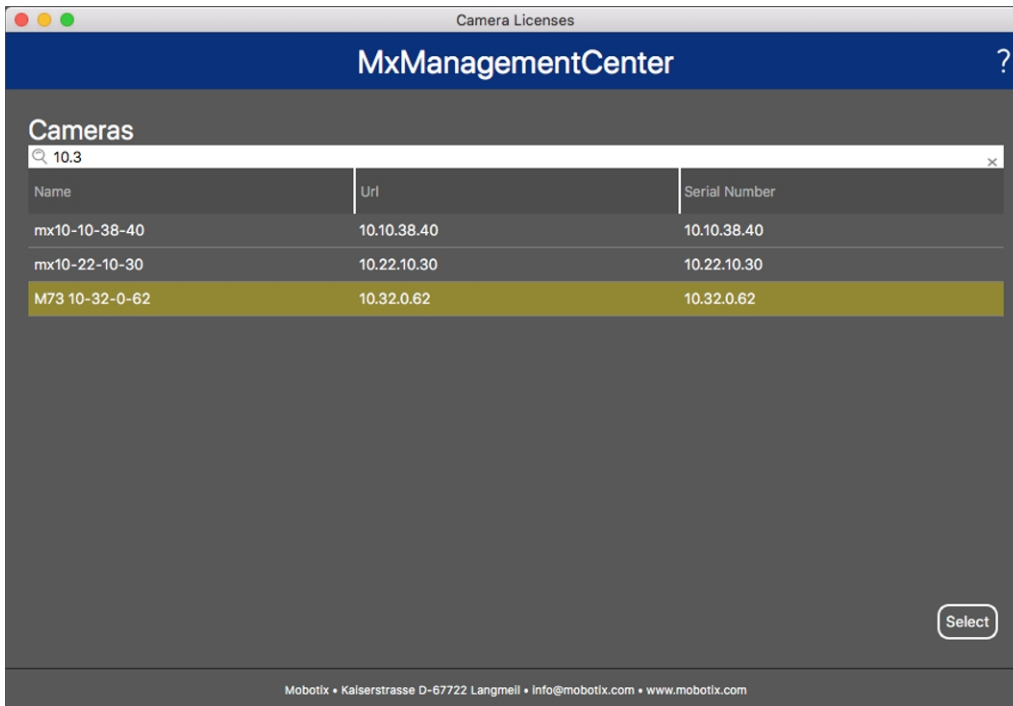 Camera Licenses
MxManagementCenter ?
Cameras
10.3 ×
Name Url Serial Number
mx10-10-38-40 10.10.38.40 10.10.38.40
mx10-22-10-30 10.22.10.30 10.22.10.30
M73 10-32-0-62 10.32.0.62 10.32.0.62
Select
Mobotix • Kaiserstrasse D-67722 Langmeil • info@mobotix.com • www.mobotix.com